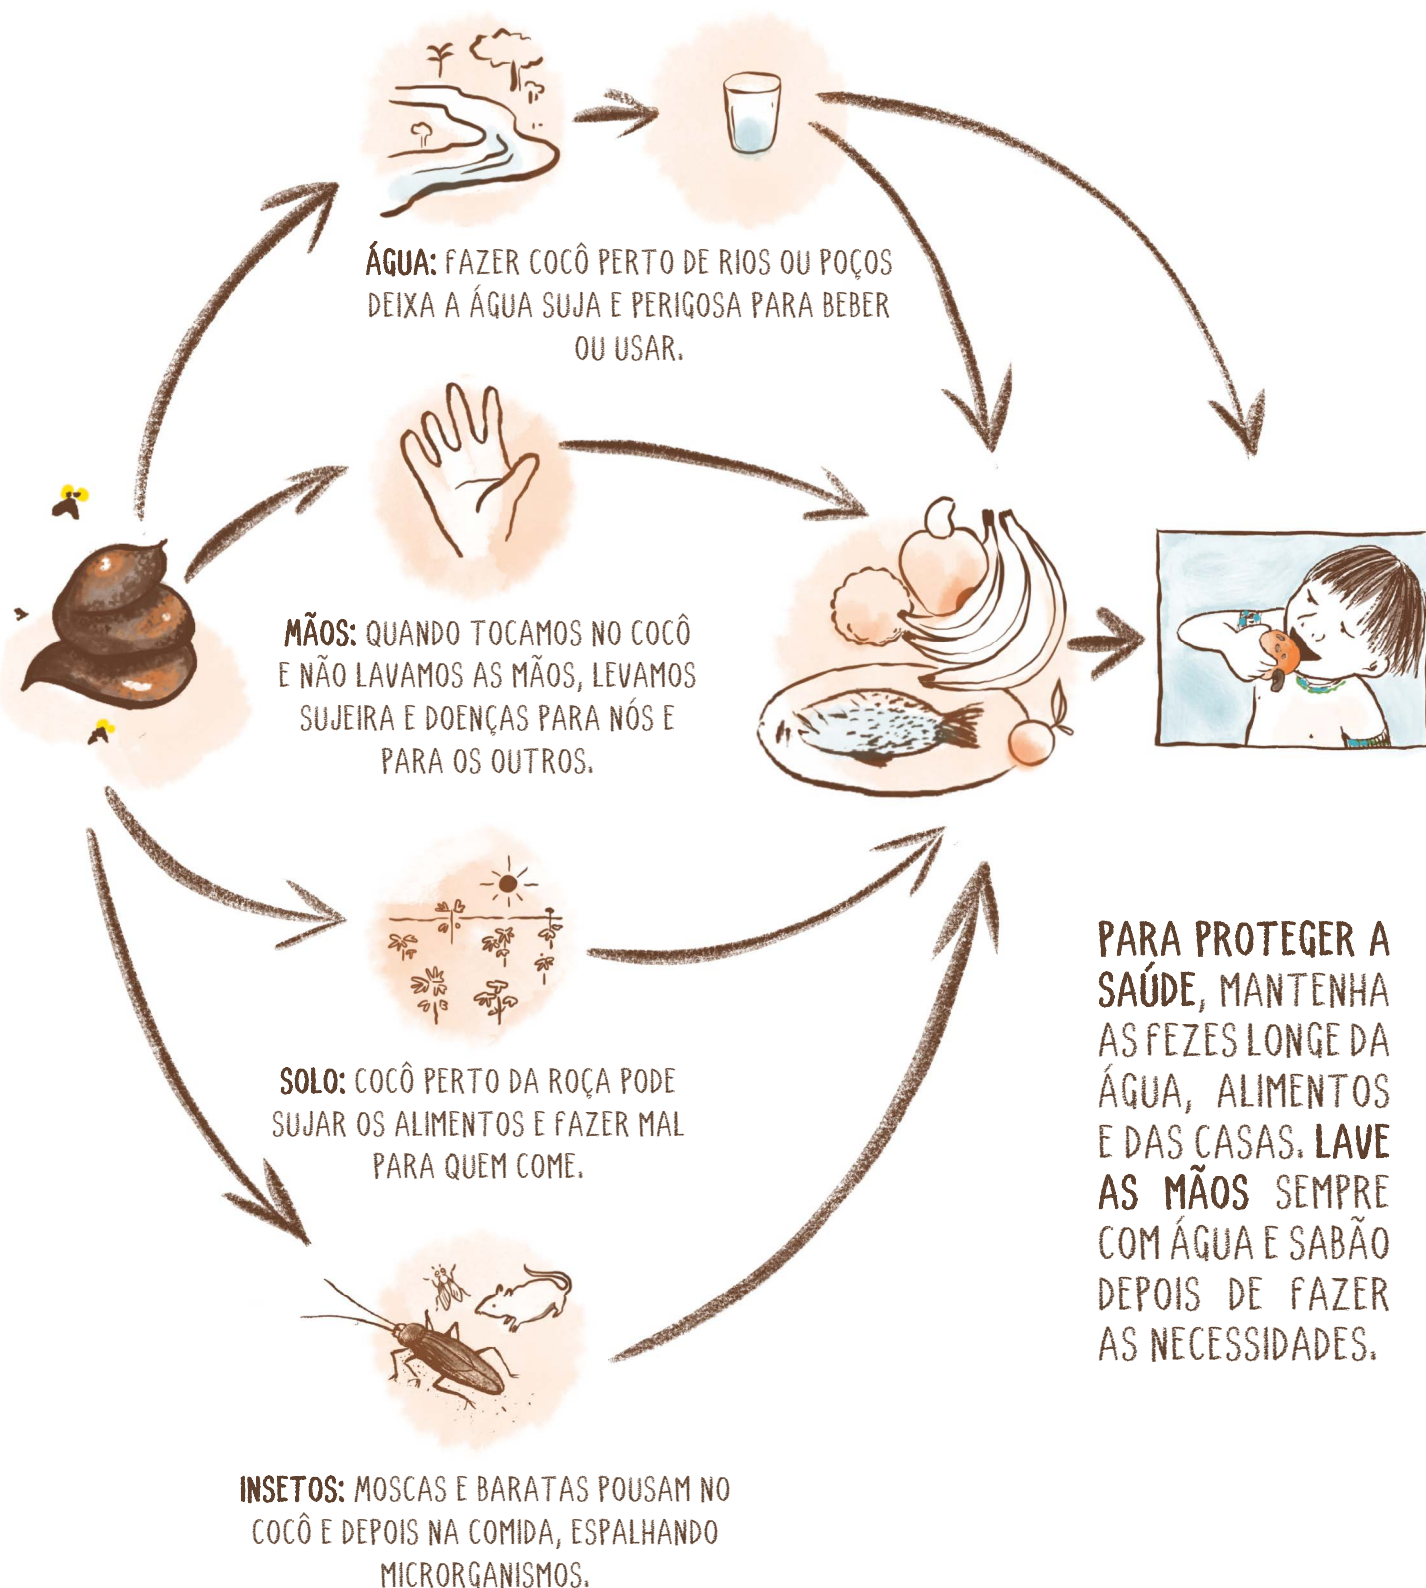 ÁGUA: FAZER COCÔ PERTO DE RIOS OU POÇOS
DEIXA A ÁGUA SUJA E PERIGOSA PARA BEBER
OU USAR.
MÃOS: QUANDO TOCAMOS NO COCÔ
E NÃO LAVAMOS AS MÃOS, LEVAMOS
SUJEIRA E DOENÇAS PARA NÓS E
PARA OS OUTROS.
SOLO: COCÔ PERTO DA ROÇA PODE
SUJAR OS ALIMENTOS E FAZER MAL
PARA QUEM COME.
INSETOS: MOSCAS E BARATAS POUSAM NO
COCÔ E DEPOIS NA COMIDA, ESPALHANDO
MICRORGANISMOS.
PARA PROTEGER A
SAÚDE, MANTENHA
AS FEZES LONGE DA
ÁGUA, ALIMENTOS
E DAS CASAS. LAVE
AS MÃOS SEMPRE
COM ÁGUA E SABÃO
DEPOIS DE FAZER
AS NECESSIDADES.